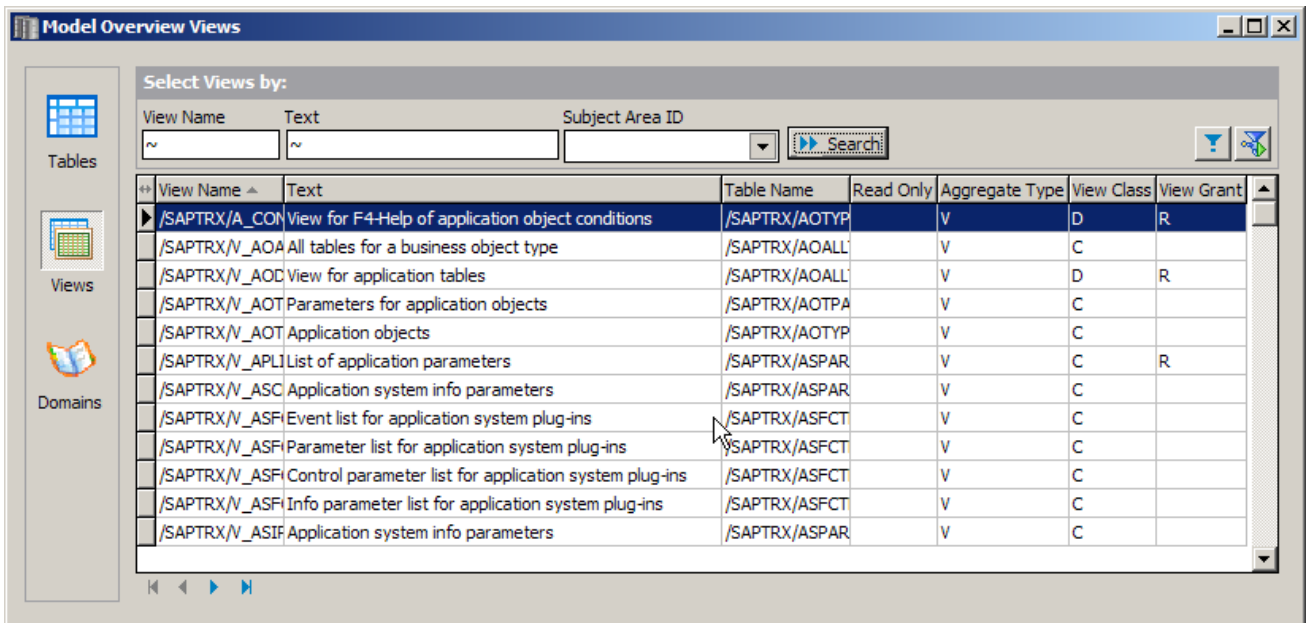 Model Overview Views
Select Views by:
View Name Text Subject Area ID
~ ~ Search
Tables
Views
Domains
View Name Text Table Name Read Only Aggregate Type View Class View Grant
/SAPTRX/A_CON View for F4-Help of application object conditions /SAPTRX/AOTYP V D R
/SAPTRX/V_AOA All tables for a business object type /SAPTRX/AOALL V C
/SAPTRX/V_AOD View for application tables /SAPTRX/AOALL V D R
/SAPTRX/V_AOT Parameters for application objects /SAPTRX/AOTPA V C
/SAPTRX/V_AOT Application objects /SAPTRX/AOTYP V C
/SAPTRX/V_APLI List of application parameters /SAPTRX/ASPAR V C R
/SAPTRX/V_ASC Application system info parameters /SAPTRX/ASPAR V C
/SAPTRX/V_ASF Event list for application system plug-ins /SAPTRX/ASFCT V C
/SAPTRX/V_ASF Parameter list for application system plug-ins /SAPTRX/ASFCT V C
/SAPTRX/V_ASF Control parameter list for application system plug-ins /SAPTRX/ASFCT V C
/SAPTRX/V_ASF Info parameter list for application system plug-ins /SAPTRX/ASFCT V C
/SAPTRX/V_ASIF Application system info parameters /SAPTRX/ASPAR V C